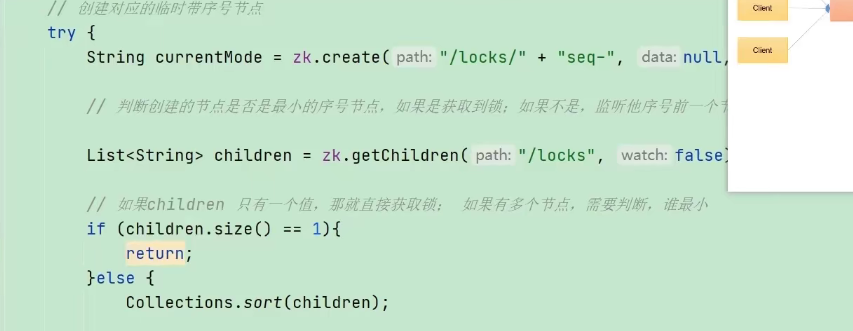 // 创建对应的临时带序号节点
try {
String currentMode = zk.create( path: "/locks/" + "seq-", data: null,
// 判断创建的节点是否是最小的序号节点，如果是获取到锁；如果不是，监听他序号前一个
List<String> children = zk.getChildren( path: "/locks", watch: false)
// 如果children 只有一个值，那就直接获取锁； 如果有多个节点，需要判断，谁最小
if (children.size() == 1){
return;
}else {
Collections.sort(children);
Client
Client